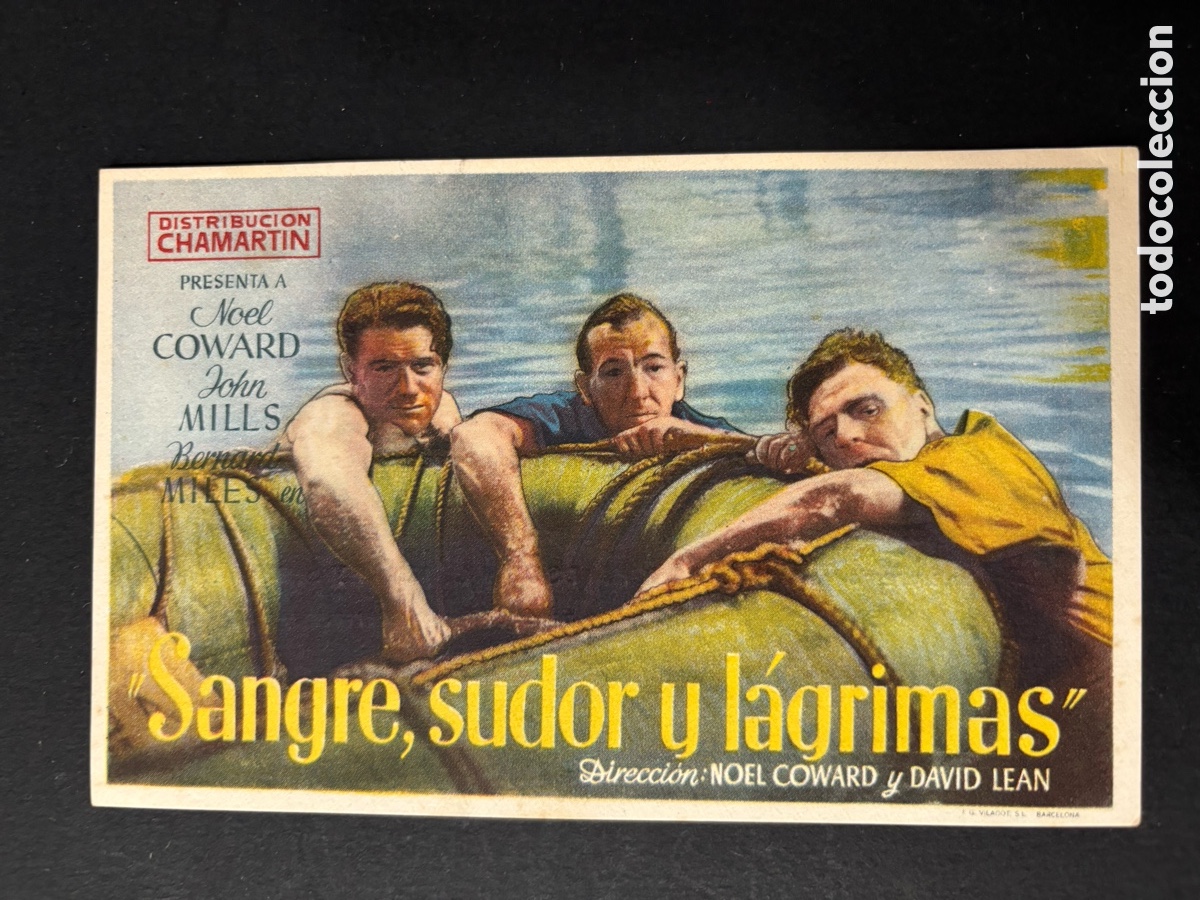 DISTRIBUCION
CHAMARTIN
PRESENTA A
Noel
COWARD
John
MILLS
Bernard
MILES en
"Sangre, sudor y lágrimas"
Dirección: NOEL COWARD y DAVID LEAN
S.L. BARCELONA
todocoleccion